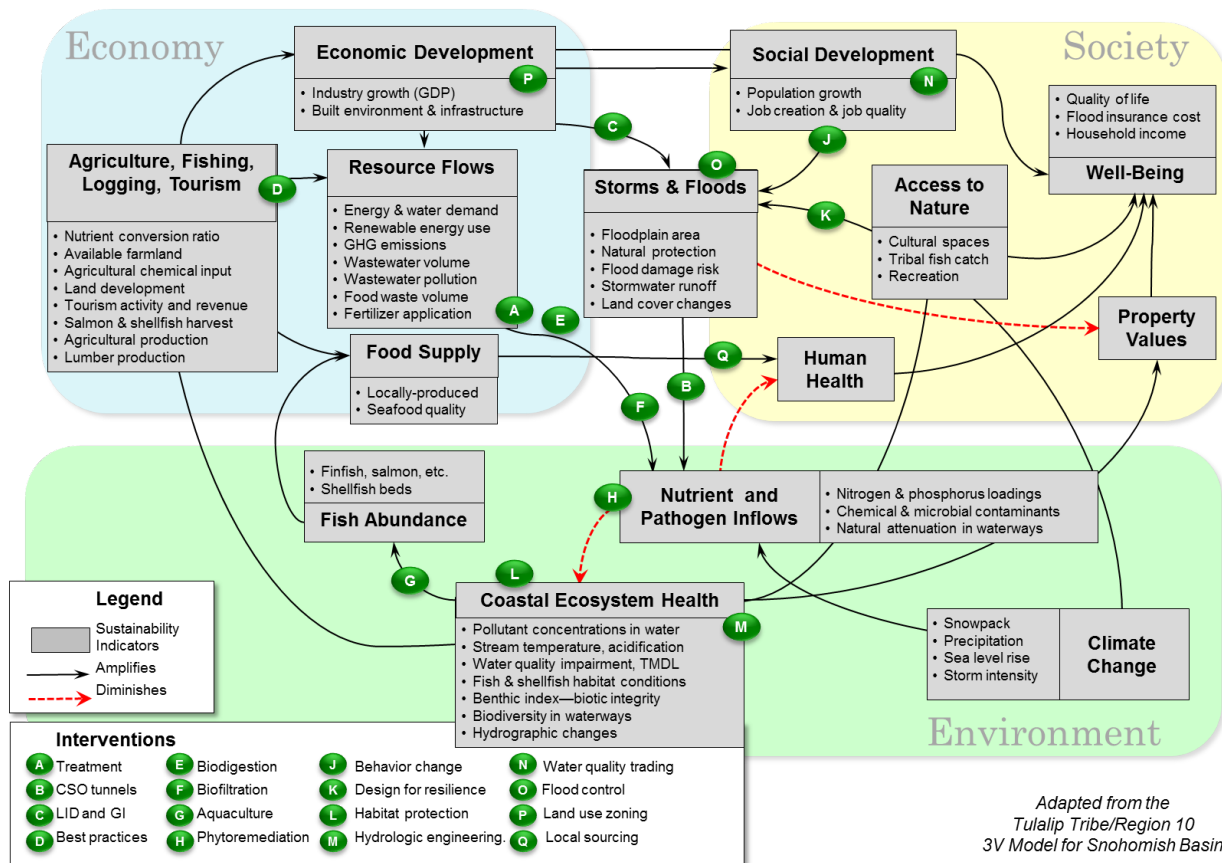 Economy
Society
Economic Development
P
• Industry growth (GDP)
• Built environment & infrastructure
Social Development
N
• Population growth
• Job creation & job quality
• Quality of life
• Flood insurance cost
• Household income
Well-Being
C
J
O
Agriculture, Fishing,
Logging, Tourism
D
• Nutrient conversion ratio
• Available farmland
• Agricultural chemical input
• Land development
• Tourism activity and revenue
• Salmon & shellfish harvest
• Agricultural production
• Lumber production
Resource Flows
• Energy & water demand
• Renewable energy use
• GHG emissions
• Wastewater volume
• Wastewater pollution
• Food waste volume
• Fertilizer application
A
E
Storms & Floods
• Floodplain area
• Natural protection
• Flood damage risk
• Stormwater runoff
• Land cover changes
K
Access to
Nature
• Cultural spaces
• Tribal fish catch
• Recreation
Property
Values
Food Supply
• Locally-produced
• Seafood quality
Q
Human
Health
B
F
• Finfish, salmon, etc.
• Shellfish beds
Fish Abundance
H
Nutrient and
Pathogen Inflows
• Nitrogen & phosphorus loadings
• Chemical & microbial contaminants
• Natural attenuation in waterways
G
L
Coastal Ecosystem Health
M
• Pollutant concentrations in water
• Stream temperature, acidification
• Water quality impairment, TMDL
• Fish & shellfish habitat conditions
• Benthic index—biotic integrity
• Biodiversity in waterways
• Hydrographic changes
• Snowpack
• Precipitation
• Sea level rise
• Storm intensity
Climate
Change
Environment
Legend
Sustainability
Indicators
Amplifies
Diminishes
Interventions
A Treatment
B CSO tunnels
C LID and GI
D Best practices
E Biodigestion
F Biofiltration
G Aquaculture
H Phytoremediation
J Behavior change
K Design for resilience
L Habitat protection
M Hydrologic engineering.
N Water quality trading
O Flood control
P Land use zoning
Q Local sourcing
Adapted from the
Tulalip Tribe/Region 10
3V Model for Snohomish Basin